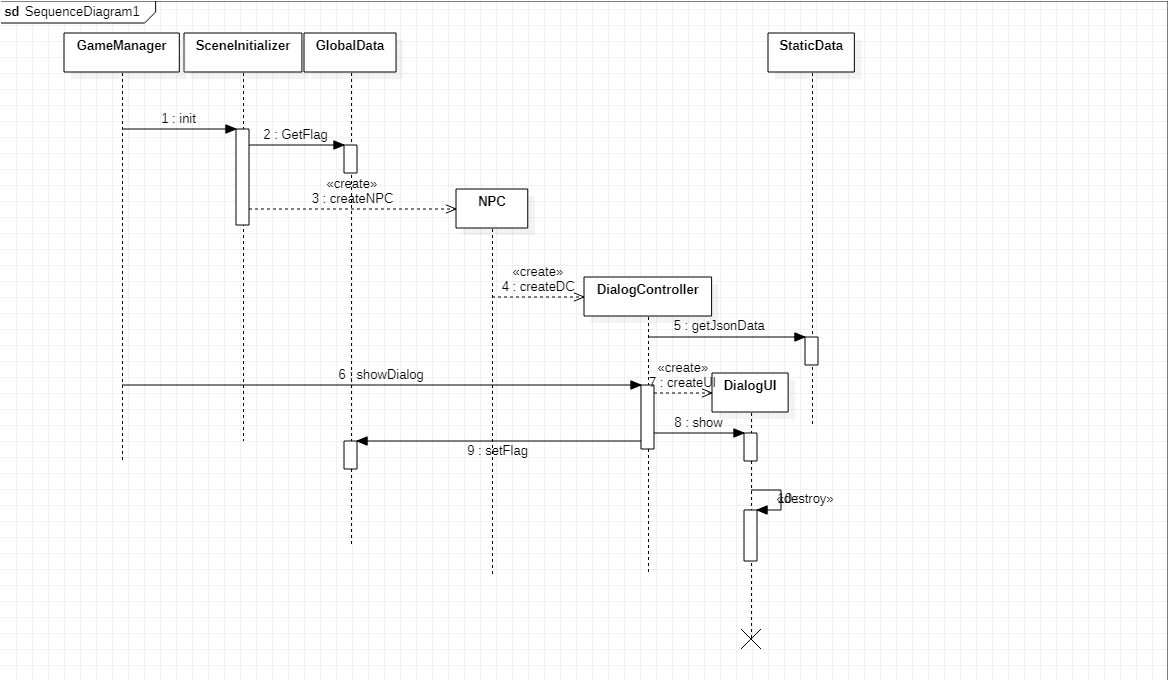 sd SequenceDiagram1
GameManager
SceneInitializer
GlobalData
StaticData
1 : init
2 : GetFlag
«create»
3 : createNPC
NPC
«create»
4 : createDC
DialogController
5 : getJsonData
6 : showDialog
«create»
7 : createUI
DialogUI
8 : show
9 : setFlag
10 :
«destroy»